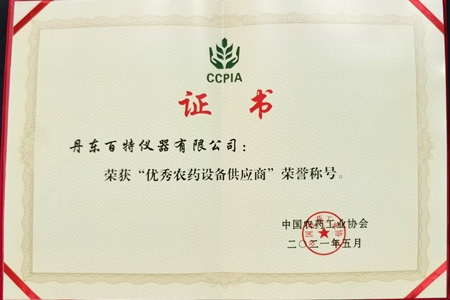 CCPIA
证书
丹东百特仪器有限公司：
荣获“优秀农药设备供应商”荣誉称号。
中国农药工业协会
二〇二一年五月